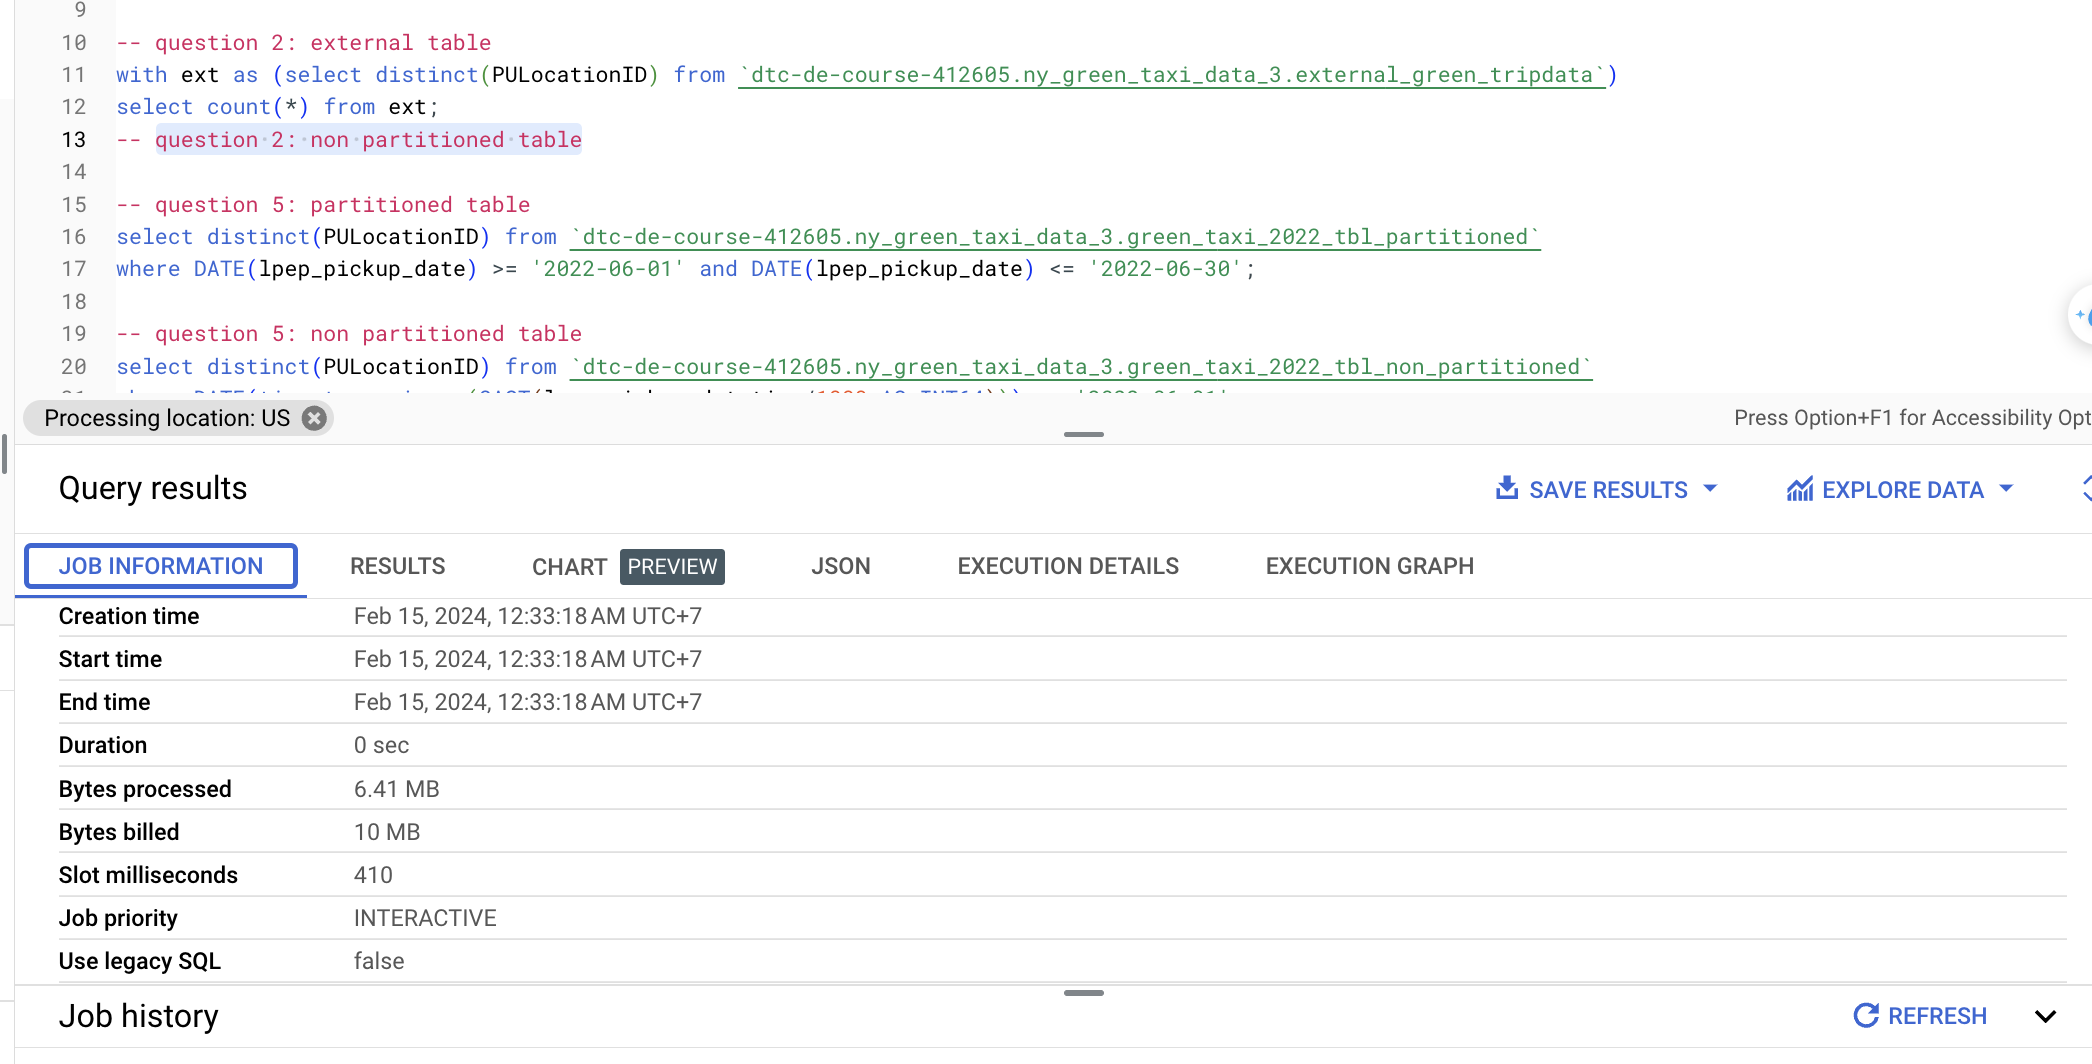 9
10 -- question 2: external table
11 with ext as (select distinct(PULocationID) from `dtc-de-course-412605.ny_green_taxi_data_3.external_green_tripdata`)
12 select count(*) from ext;
13 -- question 2: non partitioned table
14
15 -- question 5: partitioned table
16 select distinct(PULocationID) from `dtc-de-course-412605.ny_green_taxi_data_3.green_taxi_2022_tbl_partitioned`
17 where DATE(lpep_pickup_date) >= '2022-06-01' and DATE(lpep_pickup_date) <= '2022-06-30';
18
19 -- question 5: non partitioned table
20 select distinct(PULocationID) from `dtc-de-course-412605.ny_green_taxi_data_3.green_taxi_2022_tbl_non_partitioned`
Processing location: US
Press Option+F1 for Accessibility Opt
Query results
SAVE RESULTS
EXPLORE DATA
JOB INFORMATION RESULTS CHART PREVIEW JSON EXECUTION DETAILS EXECUTION GRAPH
Creation time Feb 15, 2024, 12:33:18 AM UTC+7
Start time Feb 15, 2024, 12:33:18 AM UTC+7
End time Feb 15, 2024, 12:33:18 AM UTC+7
Duration 0 sec
Bytes processed 6.41 MB
Bytes billed 10 MB
Slot milliseconds 410
Job priority INTERACTIVE
Use legacy SQL false
Job history
REFRESH